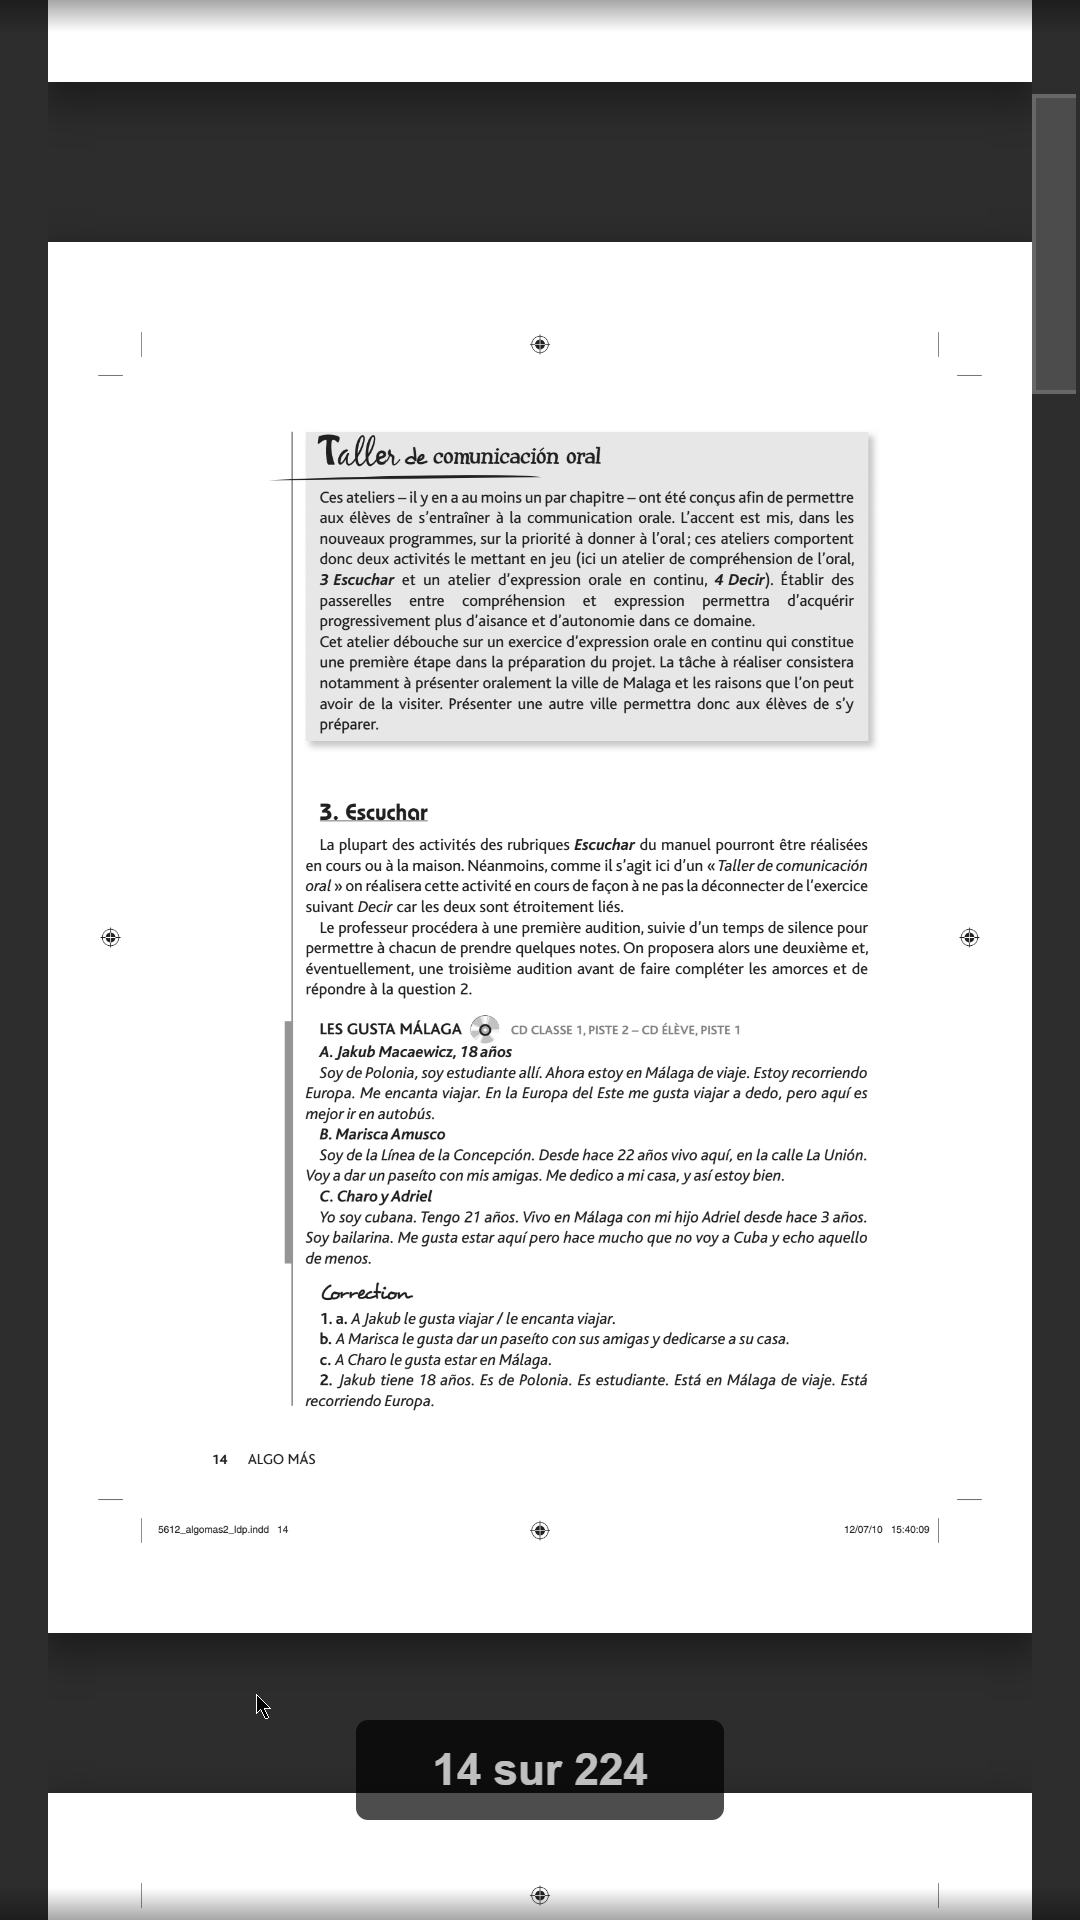 Taller de comunicación oral
Ces ateliers – il y en a au moins un par chapitre – ont été conçus afin de permettre
aux élèves de s’entraîner à la communication orale. L’accent est mis, dans les
nouveaux programmes, sur la priorité à donner à l’oral ; ces ateliers comportent
donc deux activités le mettant en jeu (ici un atelier de compréhension de l’oral,
3 Escuchar et un atelier d’expression orale en continu, 4 Decir). Établir des
passerelles entre compréhension et expression permettra d’acquérir
progressivement plus d’aisance et d’autonomie dans ce domaine.
Cet atelier débouche sur un exercice d’expression orale en continu qui constitue
une première étape dans la préparation du projet. La tâche à réaliser consistera
notamment à présenter oralement la ville de Malaga et les raisons que l’on peut
avoir de la visiter. Présenter une autre ville permettra donc aux élèves de s’y
préparer.
3. Escuchar
La plupart des activités des rubriques Escuchar du manuel pourront être réalisées
en cours ou à la maison. Néanmoins, comme il s’agit ici d’un « Taller de comunicación
oral » on réalisera cette activité en cours de façon à ne pas la déconnecter de l’exercice
suivant Decir car les deux sont étroitement liés.
Le professeur procédera à une première audition, suivie d’un temps de silence pour
permettre à chacun de prendre quelques notes. On proposera alors une deuxième et,
éventuellement, une troisième audition avant de faire compléter les amorces et de
répondre à la question 2.
LES GUSTA MÁLAGA CD CLASSE 1, PISTE 2 – CD ÉLÈVE, PISTE 1
A. Jakub Macaewicz, 18 años
Soy de Polonia, soy estudiante allí. Ahora estoy en Málaga de viaje. Estoy recorriendo
Europa. Me encanta viajar. En la Europa del Este me gusta viajar a dedo, pero aquí es
mejor ir en autobús.
B. Marisca Amusco
Soy de la Línea de la Concepción. Desde hace 22 años vivo aquí, en la calle La Unión.
Voy a dar un paseíto con mis amigas. Me dedico a mi casa, y así estoy bien.
C. Charo y Adriel
Yo soy cubana. Tengo 21 años. Vivo en Málaga con mi hijo Adriel desde hace 3 años.
Soy bailarina. Me gusta estar aquí pero hace mucho que no voy a Cuba y echo aquello
de menos.
Correction
1. a. A Jakub le gusta viajar / le encanta viajar.
b. A Marisca le gusta dar un paseíto con sus amigas y dedicarse a su casa.
c. A Charo le gusta estar en Málaga.
2. Jakub tiene 18 años. Es de Polonia. Es estudiante. Está en Málaga de viaje. Está
recorriendo Europa.
14 ALGO MÁS
5612_algomas2_ldp.indd 14 12/07/10 15:40:09
14 sur 224